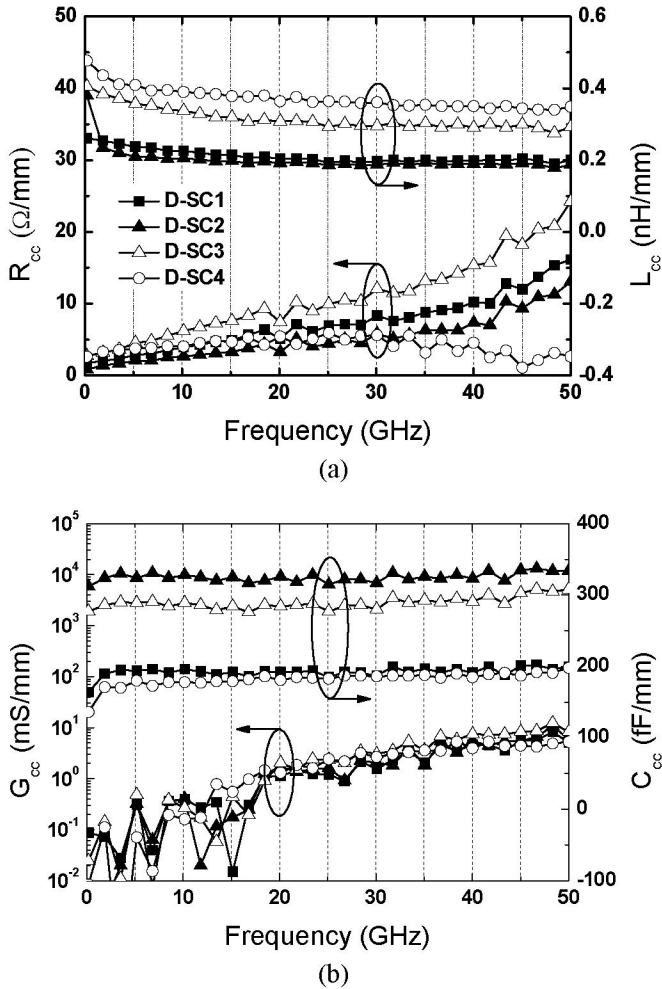 50
40
30
20
10
0
R_cc (Ω/mm)
0.6
0.4
0.2
0.0
-0.2
-0.4
L_cc (nH/mm)
D-SC1
D-SC2
D-SC3
D-SC4
0 10 20 30 40 50
Frequency (GHz)
(a)
10^5
10^4
10^3
10^2
10^1
10^0
10^-1
10^-2
G_cc (mS/mm)
400
300
200
100
0
-100
C_cc (fF/mm)
0 10 20 30 40 50
Frequency (GHz)
(b)